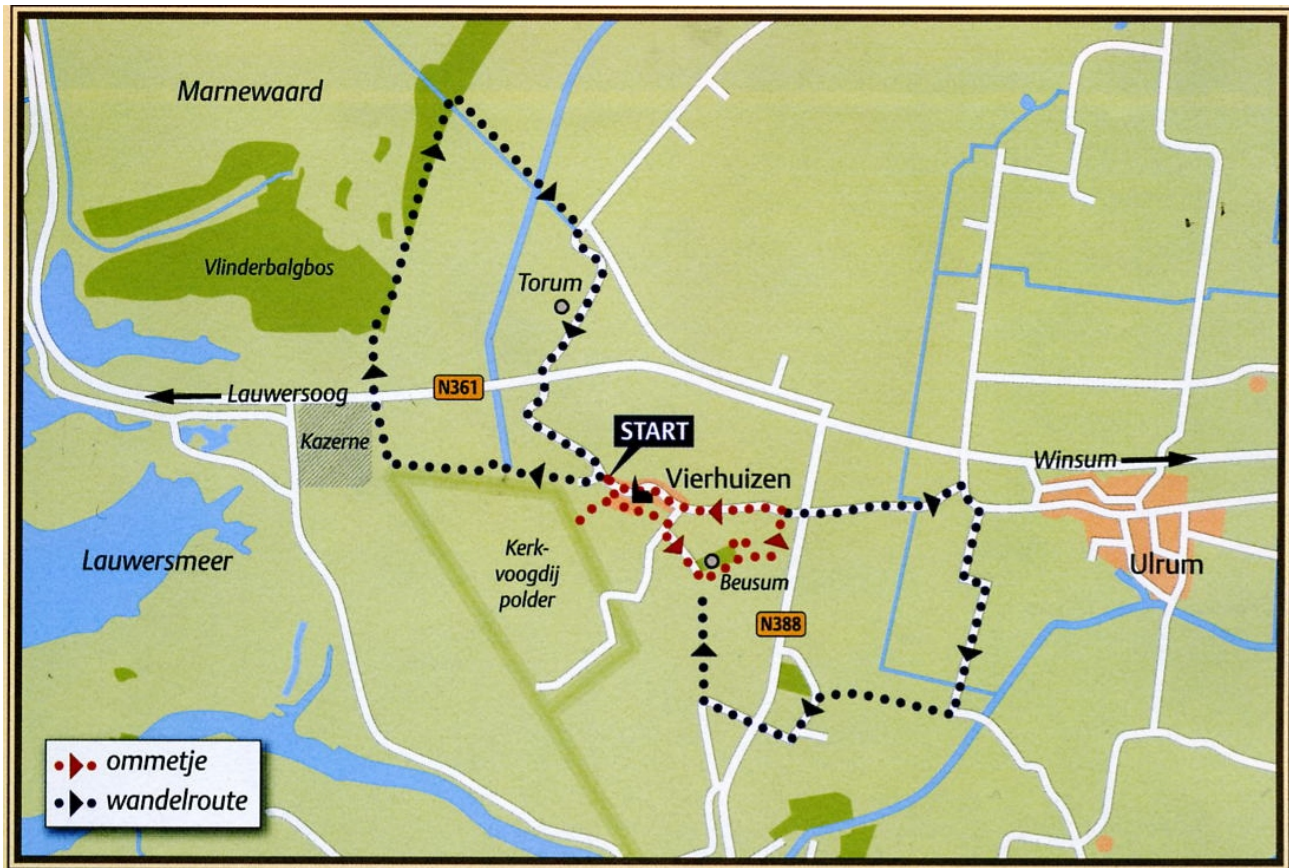 Marnewaard
Vlinderbalgbos
Torum
Lauwersoog
N361
Kazerne
START
Vierhuizen
Winsum
Lauwersmeer
Kerk-
voogdij
polder
Beusum
Ulrum
N388
ommetje
wandelroute